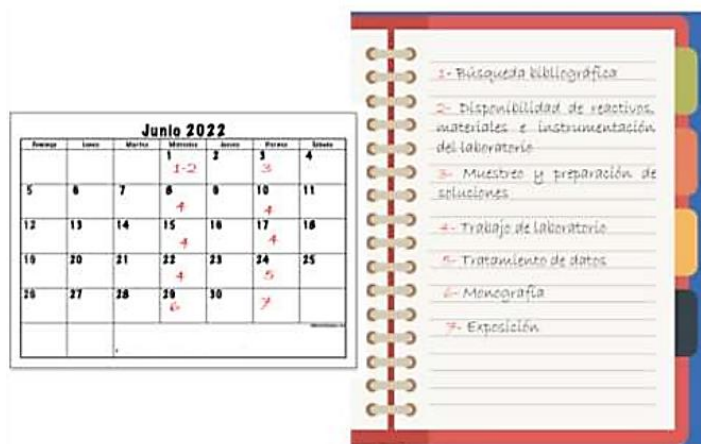 Junio 2022
Domingo Lunes Martes Miércoles Jueves Viernes Sábado
1 2 3 4
1-2 3
5 6 7 8 9 10 11
4 4
12 13 14 15 16 17 18
4 4
19 20 21 22 23 24 25
4 5
26 27 28 29 30
6 7
1- Búsqueda bibliográfica
2- Disponibilidad de reactivos,
materiales e instrumentación
del laboratorio
3- Muestreo y preparación de
soluciones
4- Trabajo de laboratorio
5- Tratamiento de datos
6- Monografía
7- Exposición